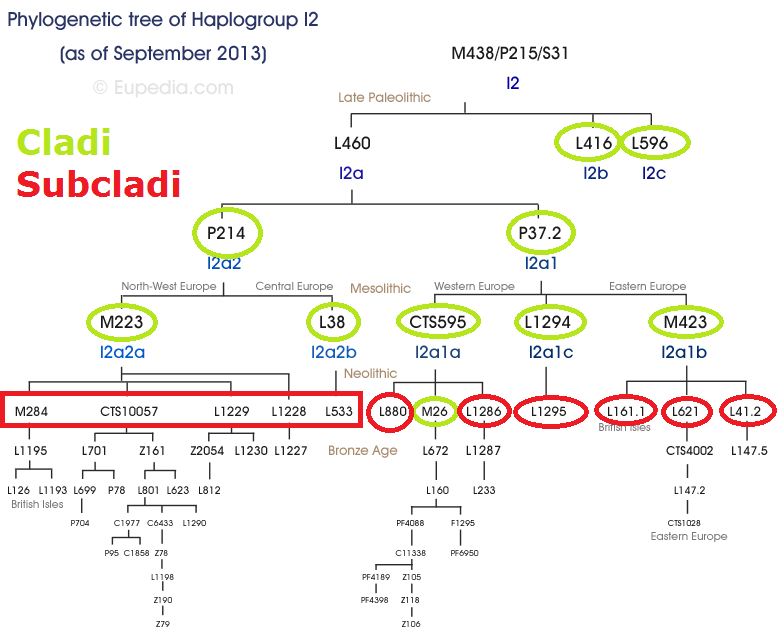 Phylogenetic tree of Haplogroup I2
(as of September 2013)
© Eupedia.com
M438/P215/S31
I2
Late Paleolithic
Cladi
Subcladi
L460 L416 L596
I2a I2b I2c
P214 P37.2
I2a2 I2a1
North-West Europe Central Europe Mesolithic Western Europe Eastern Europe
M223 L38 CTS595 L1294 M423
I2a2a I2a2b I2a1a I2a1c I2a1b
Neolithic
M284 CTS10057 L1229 L1228 L533 L880 M26 L1286 L1295 L161.1 L621 L41.2
British Isles
L1195 L701 Z161 Z2054 L1230 L1227 Bronze Age L672 L1287 CTS4002 L147.5
L126 L1193 L699 P78 L801 L623 L812 L160 L233 L147.2
British Isles
P704 C1977 C6433 L1290 PF4088 F1295 CTS1028
Eastern Europe
P95 C1858 Z78 C11338 PF6950
L1198 PF4189 Z105
Z190 PF4398 Z118
Z79 Z106